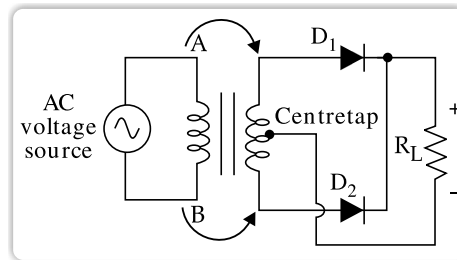 A
D1
AC
voltage
source
Centretap
+
RL
D2
−
B